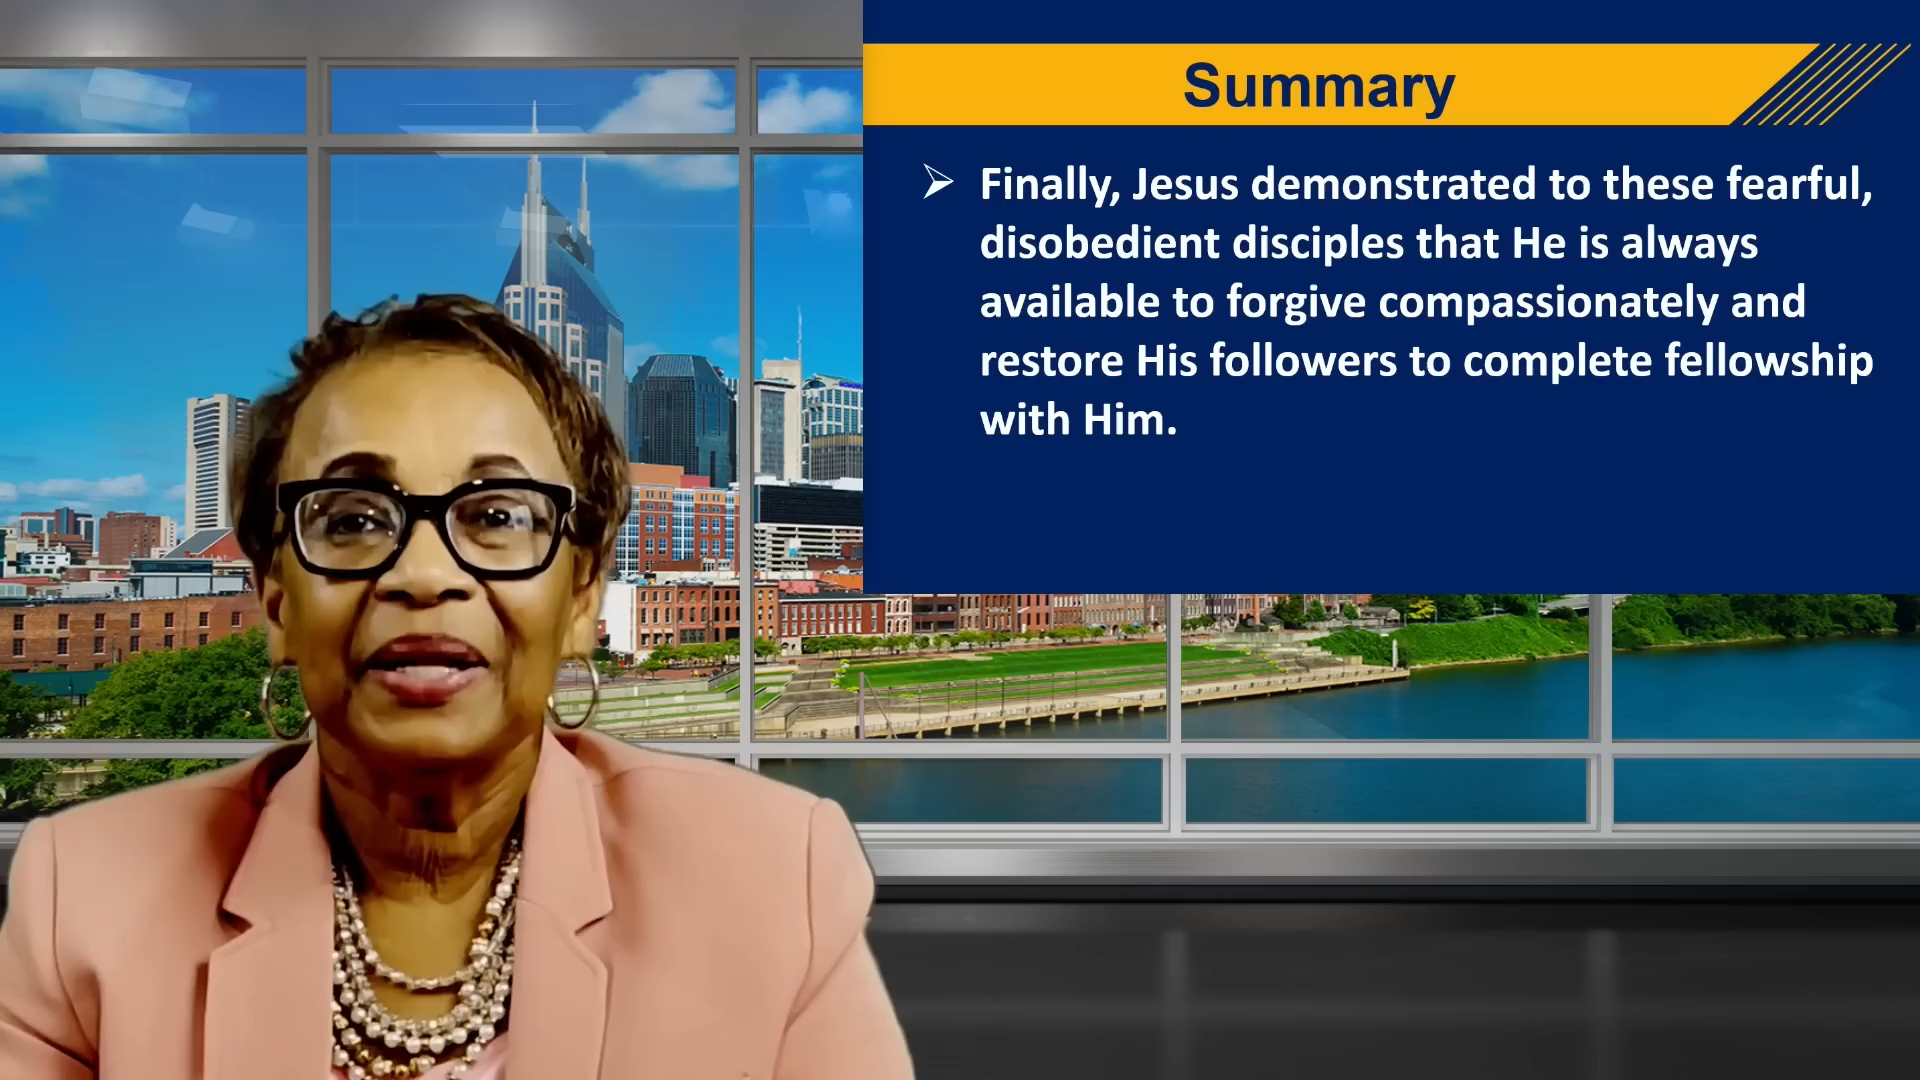 Summary
Finally, Jesus demonstrated to these fearful,
disobedient disciples that He is always
available to forgive compassionately and
restore His followers to complete fellowship
with Him.